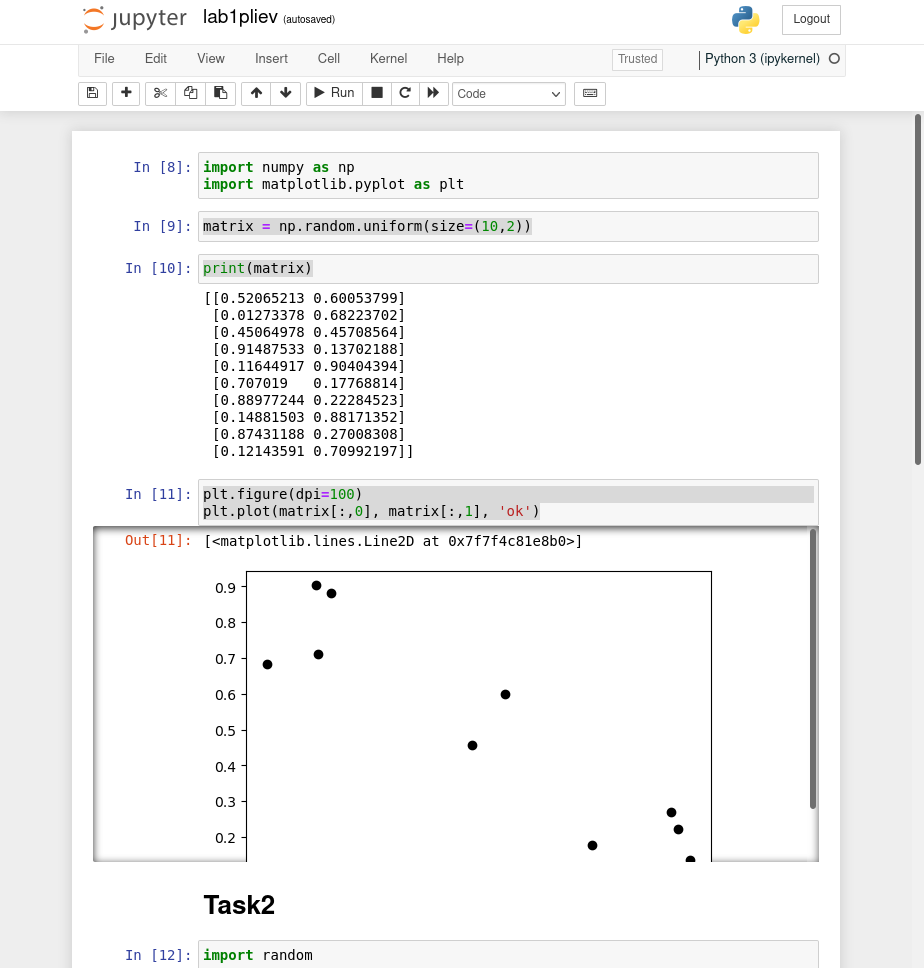 jupyter lab1pliev (autosaved)
Logout
File Edit View Insert Cell Kernel Help
Trusted
Python 3 (ipykernel)
Run
Code
In [8]: import numpy as np
import matplotlib.pyplot as plt
In [9]: matrix = np.random.uniform(size=(10,2))
In [10]: print(matrix)
[[0.52065213 0.60053799]
[0.01273378 0.68223702]
[0.45064978 0.45708564]
[0.91487533 0.13702188]
[0.11644917 0.90404394]
[0.707019   0.17768814]
[0.88977244 0.22284523]
[0.14881503 0.88171352]
[0.87431188 0.27008308]
[0.12143591 0.70992197]]
In [11]: plt.figure(dpi=100)
plt.plot(matrix[:,0], matrix[:,1], 'ok')
Out[11]: [<matplotlib.lines.Line2D at 0x7f7f4c81e8b0>]
0.9
0.8
0.7
0.6
0.5
0.4
0.3
0.2
Task2
In [12]: import random